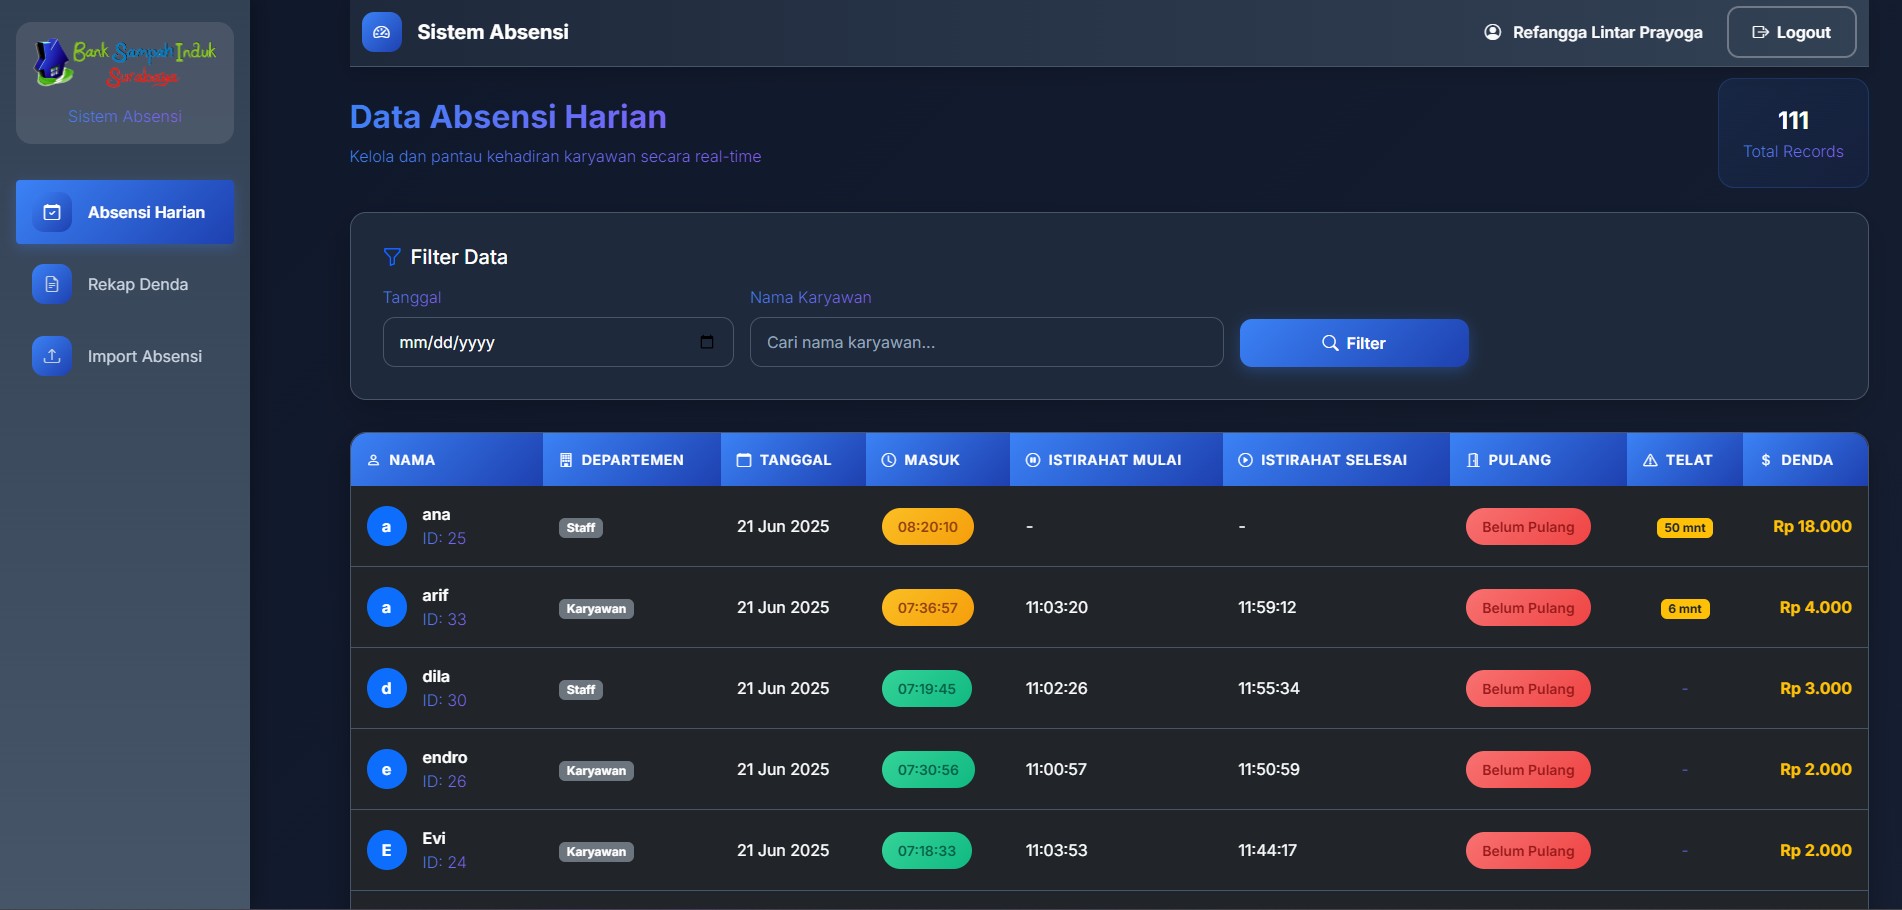 Bank Sampah Induk
Surabaya
Sistem Absensi
Absensi Harian
Rekap Denda
Import Absensi
Sistem Absensi
Refangga Lintar Prayoga
Logout
Data Absensi Harian
Kelola dan pantau kehadiran karyawan secara real-time
111
Total Records
Filter Data
Tanggal
Nama Karyawan
mm/dd/yyyy
Cari nama karyawan...
Filter
NAMA DEPARTEMEN TANGGAL MASUK ISTIRAHAT MULAI ISTIRAHAT SELESAI PULANG TELAT $ DENDA
a ana Staff 21 Jun 2025 08:20:10 - - Belum Pulang 50 mnt Rp 18.000
ID: 25
a arif Karyawan 21 Jun 2025 07:36:57 11:03:20 11:59:12 Belum Pulang 6 mnt Rp 4.000
ID: 33
d dila Staff 21 Jun 2025 07:19:45 11:02:26 11:55:34 Belum Pulang - Rp 3.000
ID: 30
e endro Karyawan 21 Jun 2025 07:30:56 11:00:57 11:50:59 Belum Pulang - Rp 2.000
ID: 26
E Evi Karyawan 21 Jun 2025 07:18:33 11:03:53 11:44:17 Belum Pulang - Rp 2.000
ID: 24